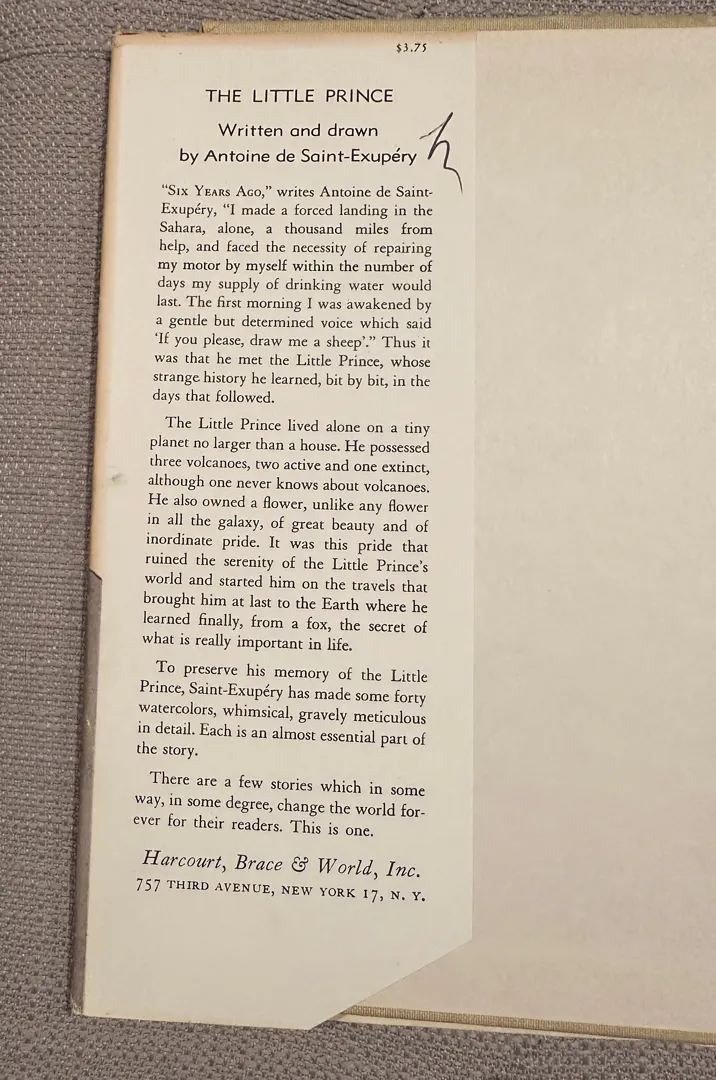 $3.75
THE LITTLE PRINCE
Written and drawn
by Antoine de Saint-Exupéry
"SIX YEARS AGO," writes Antoine de Saint-
Exupéry, "I made a forced landing in the
Sahara, alone, a thousand miles from
help, and faced the necessity of repairing
my motor by myself within the number of
days my supply of drinking water would
last. The first morning I was awakened by
a gentle but determined voice which said
'If you please, draw me a sheep'." Thus it
was that he met the Little Prince, whose
strange history he learned, bit by bit, in the
days that followed.
The Little Prince lived alone on a tiny
planet no larger than a house. He possessed
three volcanoes, two active and one extinct,
although one never knows about volcanoes.
He also owned a flower, unlike any flower
in all the galaxy, of great beauty and of
inordinate pride. It was this pride that
ruined the serenity of the Little Prince's
world and started him on the travels that
brought him at last to the Earth where he
learned finally, from a fox, the secret of
what is really important in life.
To preserve his memory of the Little
Prince, Saint-Exupéry has made some forty
watercolors, whimsical, gravely meticulous
in detail. Each is an almost essential part of
the story.
There are a few stories which in some
way, in some degree, change the world for-
ever for their readers. This is one.
Harcourt, Brace & World, Inc.
757 THIRD AVENUE, NEW YORK 17, N. Y.